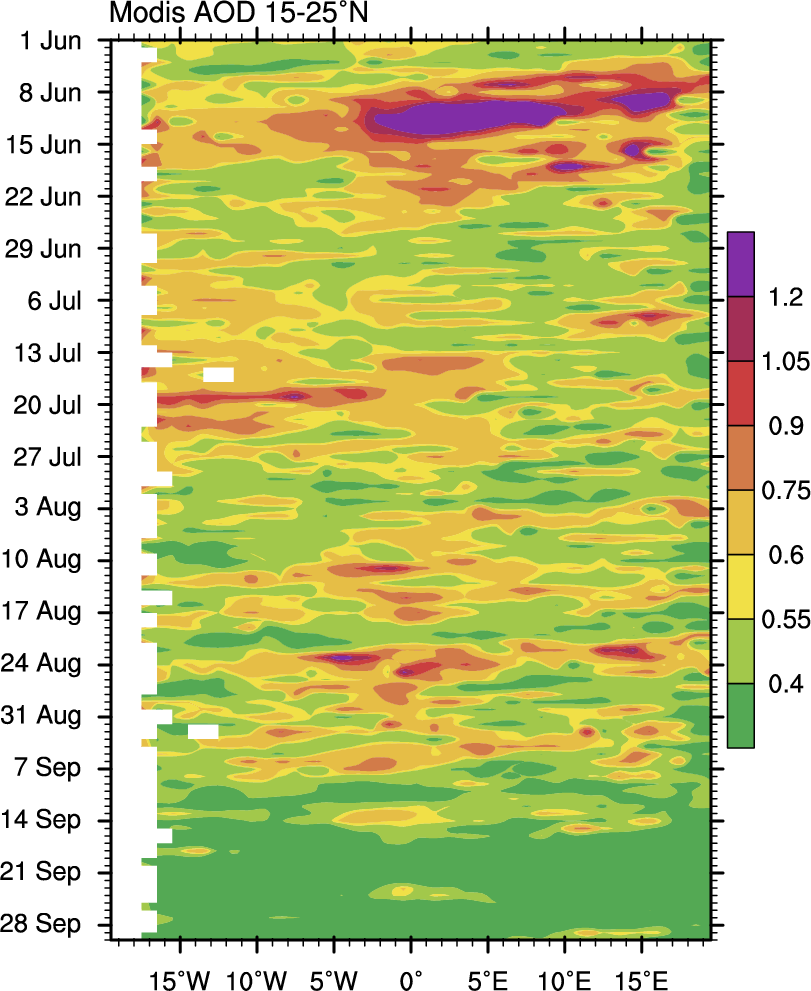 Modis AOD 15-25°N
1 Jun
8 Jun
15 Jun
22 Jun
29 Jun
6 Jul
13 Jul
20 Jul
27 Jul
3 Aug
10 Aug
17 Aug
24 Aug
31 Aug
7 Sep
14 Sep
21 Sep
28 Sep
15°W 10°W 5°W 0° 5°E 10°E 15°E
1.2
1.05
0.9
0.75
0.6
0.55
0.4